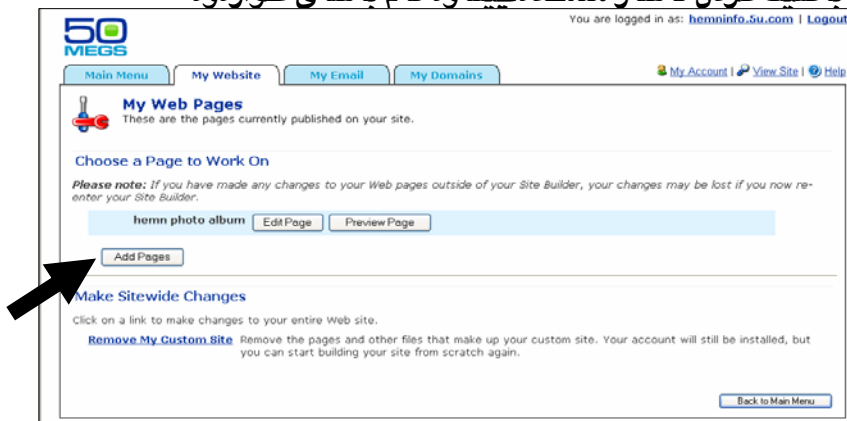 You are logged in as: hemninfo.5u.com | Logout
50
MEGS
Main Menu My Website My Email My Domains
My Account | View Site | Help
My Web Pages
These are the pages currently published on your site.
Choose a Page to Work On
Please note: If you have made any changes to your Web pages outside of your Site Builder, your changes may be lost if you now re-
enter your Site Builder.
hemn photo album Edit Page Preview Page
Add Pages
Make Sitewide Changes
Click on a link to make changes to your entire Web site.
Remove My Custom Site Remove the pages and other files that make up your custom site. Your account will still be installed, but
you can start building your site from scratch again.
Back to Main Menu